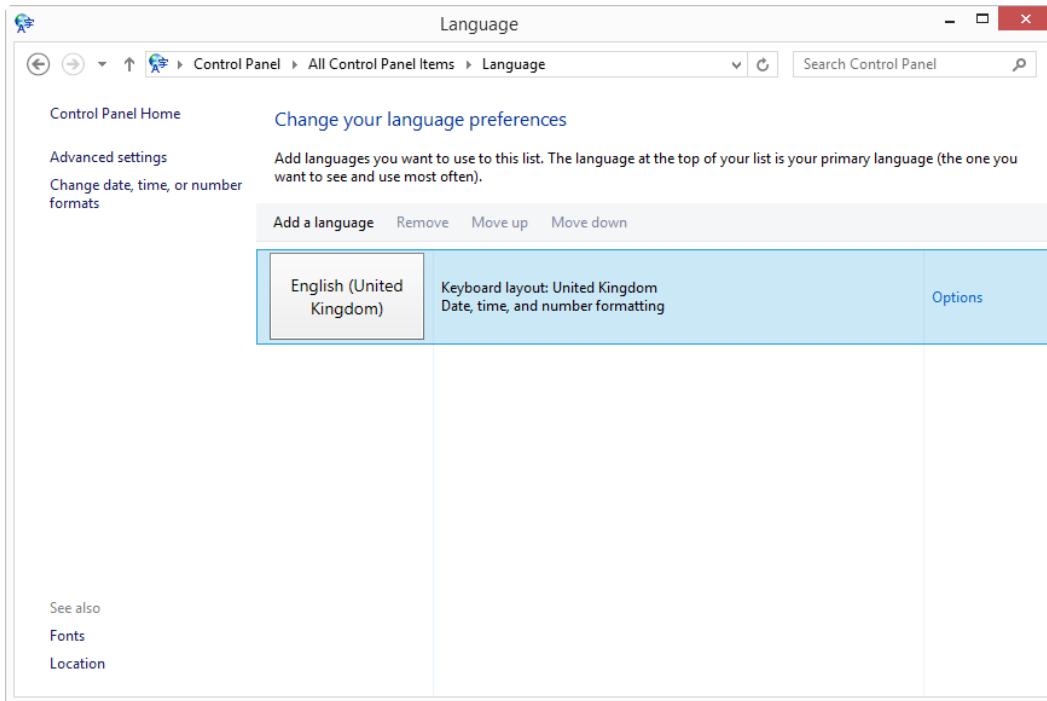 Language
Control Panel All Control Panel Items Language
Search Control Panel
Control Panel Home
Advanced settings
Change date, time, or number
formats
Change your language preferences
Add languages you want to use to this list. The language at the top of your list is your primary language (the one you
want to see and use most often).
Add a language Remove Move up Move down
English (United
Kingdom)
Keyboard layout: United Kingdom
Date, time, and number formatting
Options
See also
Fonts
Location